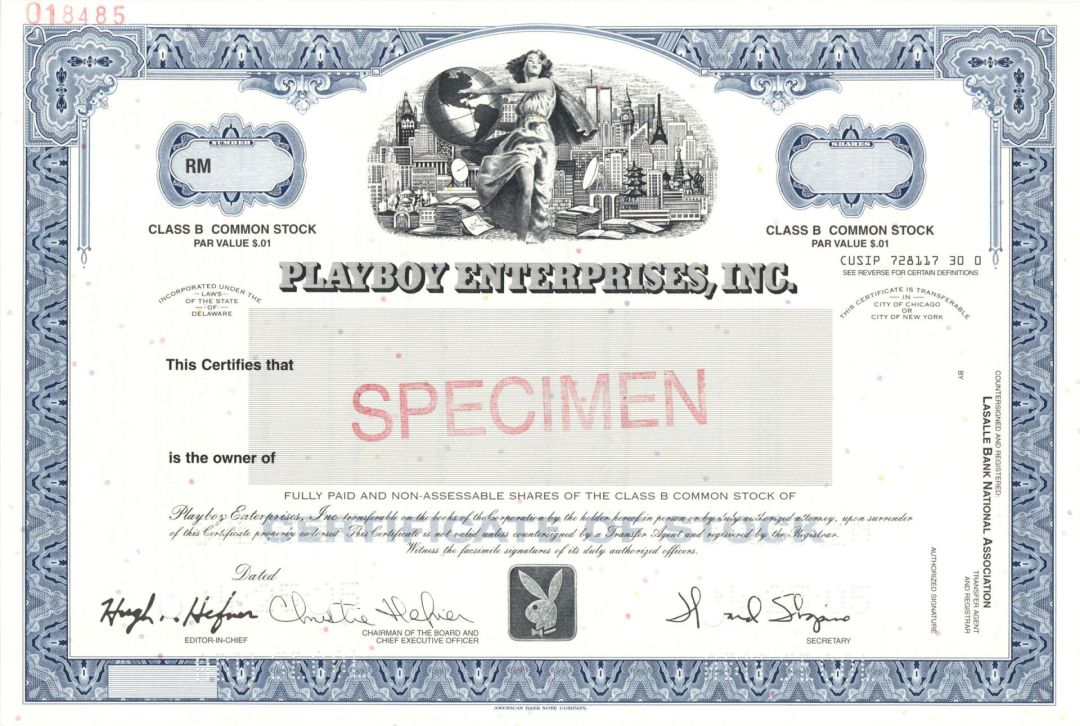 018485
NUMBER
RM
SHARES
CLASS B COMMON STOCK
PAR VALUE $.01
CLASS B COMMON STOCK
PAR VALUE $.01
CUSIP 728117 30 0
SEE REVERSE FOR CERTAIN DEFINITIONS
PLAYBOY ENTERPRISES, INC.
INCORPORATED UNDER THE
— LAWS —
OF THE STATE
— OF —
DELAWARE
THIS CERTIFICATE IS TRANSFERABLE
— IN —
CITY OF CHICAGO
OR
CITY OF NEW YORK
This Certifies that
SPECIMEN
is the owner of
FULLY PAID AND NON-ASSESSABLE SHARES OF THE CLASS B COMMON STOCK OF
CERTIFICATE OF STOCK
Playboy Enterprises, Inc. transferable on the books of the Corporation by the holder hereof in person or by duly authorized attorney, upon surrender
of this Certificate properly endorsed. This Certificate is not valid unless countersigned by a Transfer Agent and registered by the Registrar.
Witness the facsimile signatures of its duly authorized officers.
Dated
Hugh M. Hefner
EDITOR-IN-CHIEF
Christie Hefner
CHAIRMAN OF THE BOARD AND
CHIEF EXECUTIVE OFFICER
SECRETARY
COUNTERSIGNED AND REGISTERED:
LASALLE BANK NATIONAL ASSOCIATION
TRANSFER AGENT
AND REGISTRAR
BY
AUTHORIZED SIGNATURE
AMERICAN BANK NOTE COMPANY.